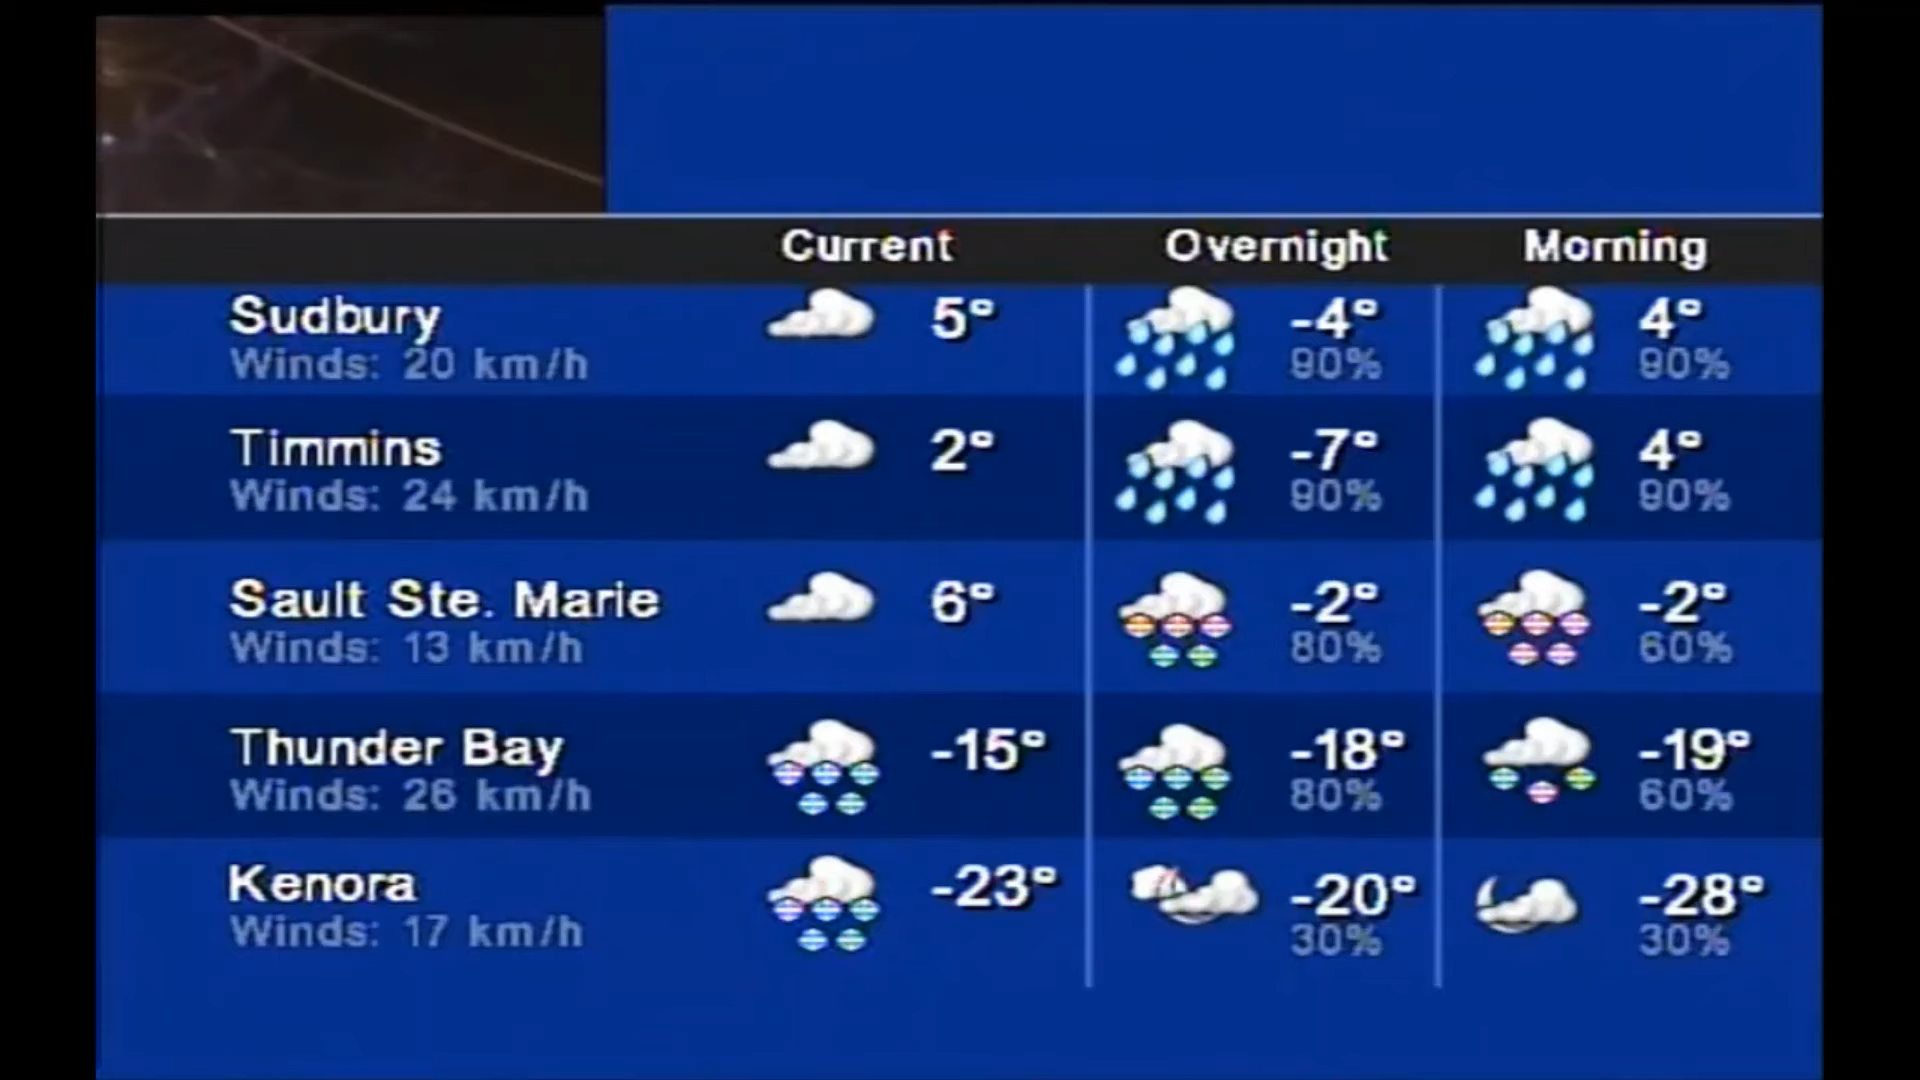 Current Overnight Morning
Sudbury 5° -4° 4°
Winds: 20 km/h 90% 90%
Timmins 2° -7° 4°
Winds: 24 km/h 90% 90%
Sault Ste. Marie 6° -2° -2°
Winds: 13 km/h 80% 60%
Thunder Bay -15° -18° -19°
Winds: 26 km/h 80% 60%
Kenora -23° -20° -28°
Winds: 17 km/h 30% 30%